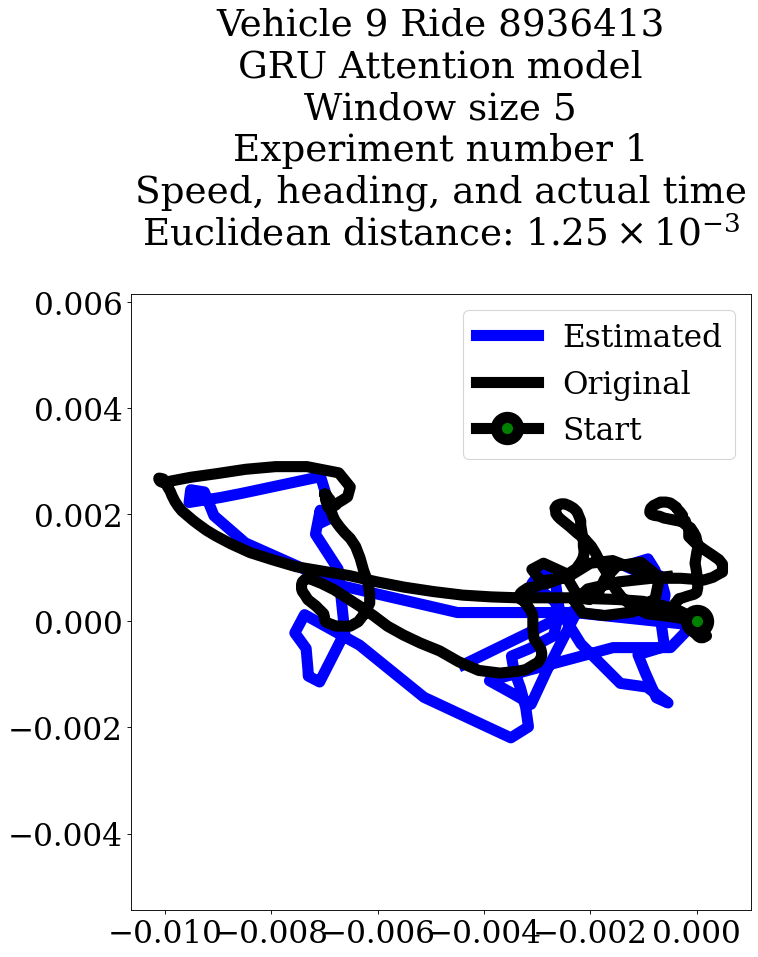 Vehicle 9 Ride 8936413
GRU Attention model
Window size 5
Experiment number 1
Speed, heading, and actual time
Euclidean distance: 1.25 × 10⁻³
0.006
0.004
0.002
0.000
−0.002
−0.004
Estimated
Original
Start
−0.010 −0.008 −0.006 −0.004 −0.002 0.000